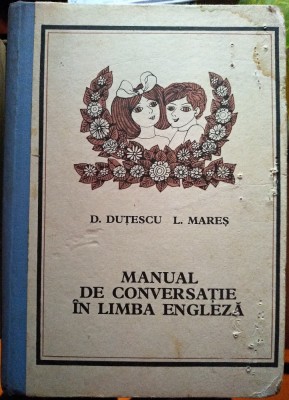 D. DUȚESCU L. MAREȘ
MANUAL
DE CONVERSAȚIE
ÎN LIMBA ENGLEZĂ